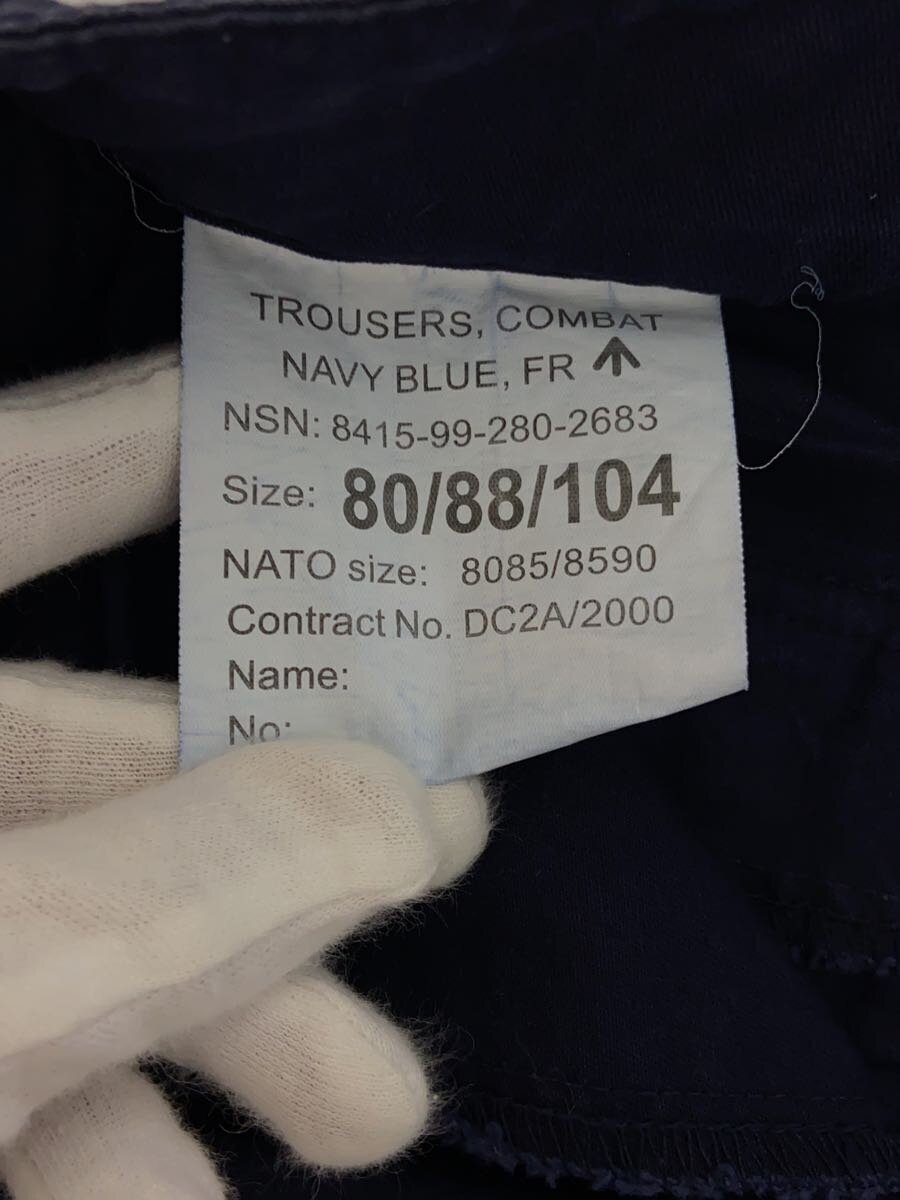 TROUSERS, COMBAT
NAVY BLUE, FR
NSN: 8415-99-280-2683
Size: 80/88/104
NATO size: 8085/8590
Contract No. DC2A/2000
Name:
No: